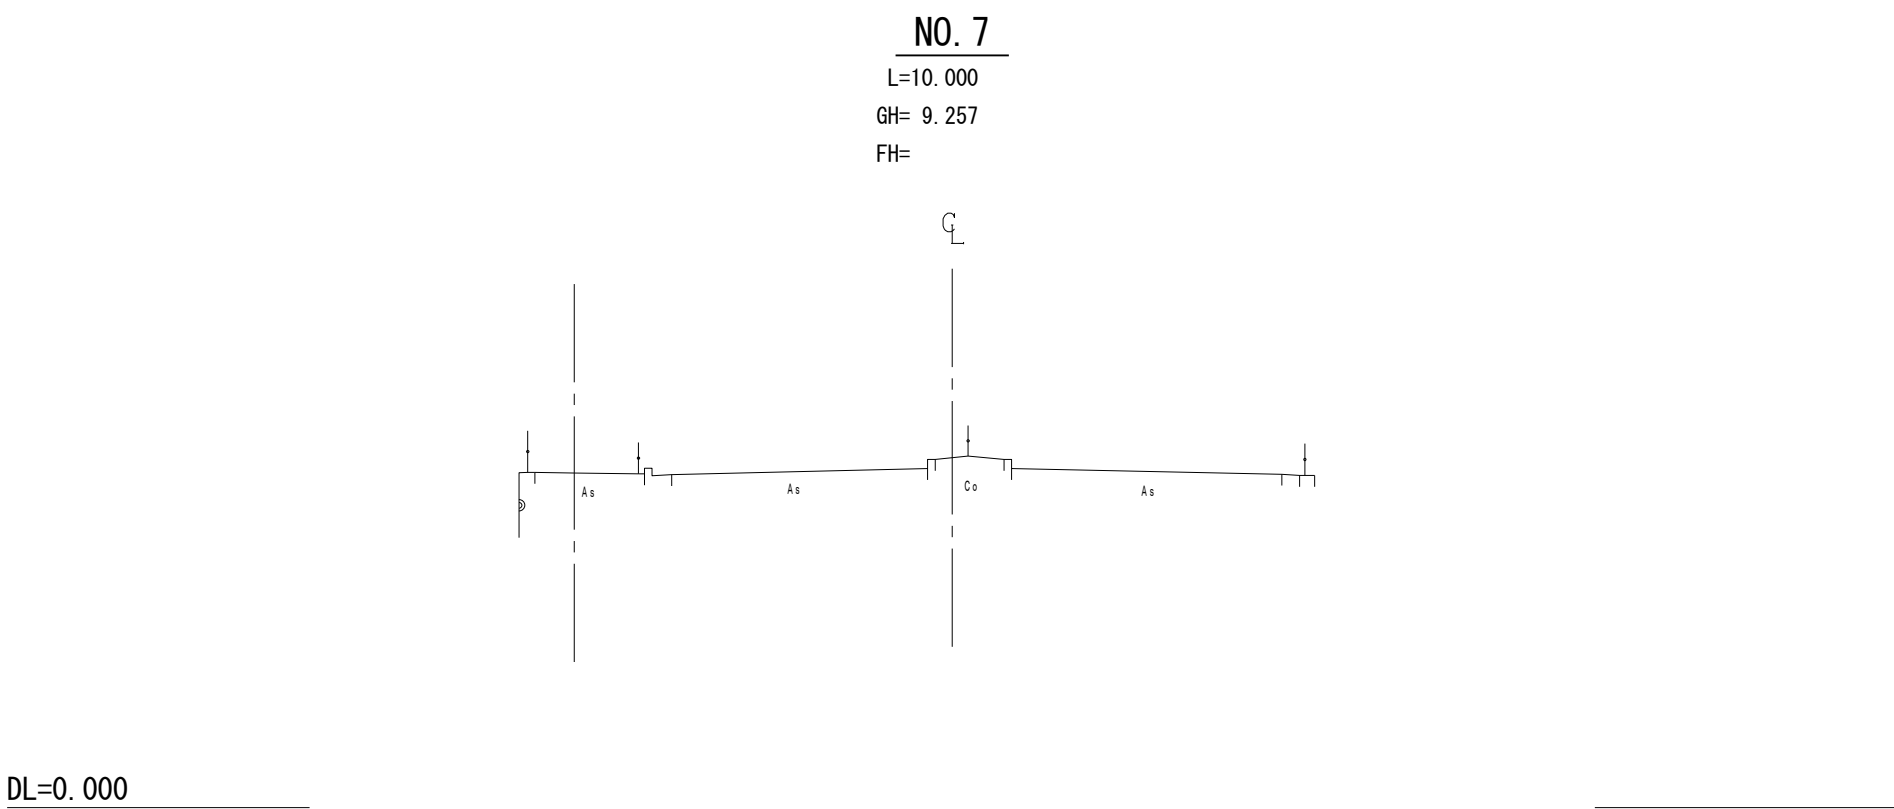 NO. 7
L=10. 000
GH= 9. 257
FH=
CL
As
As
Co
As
DL=0. 000